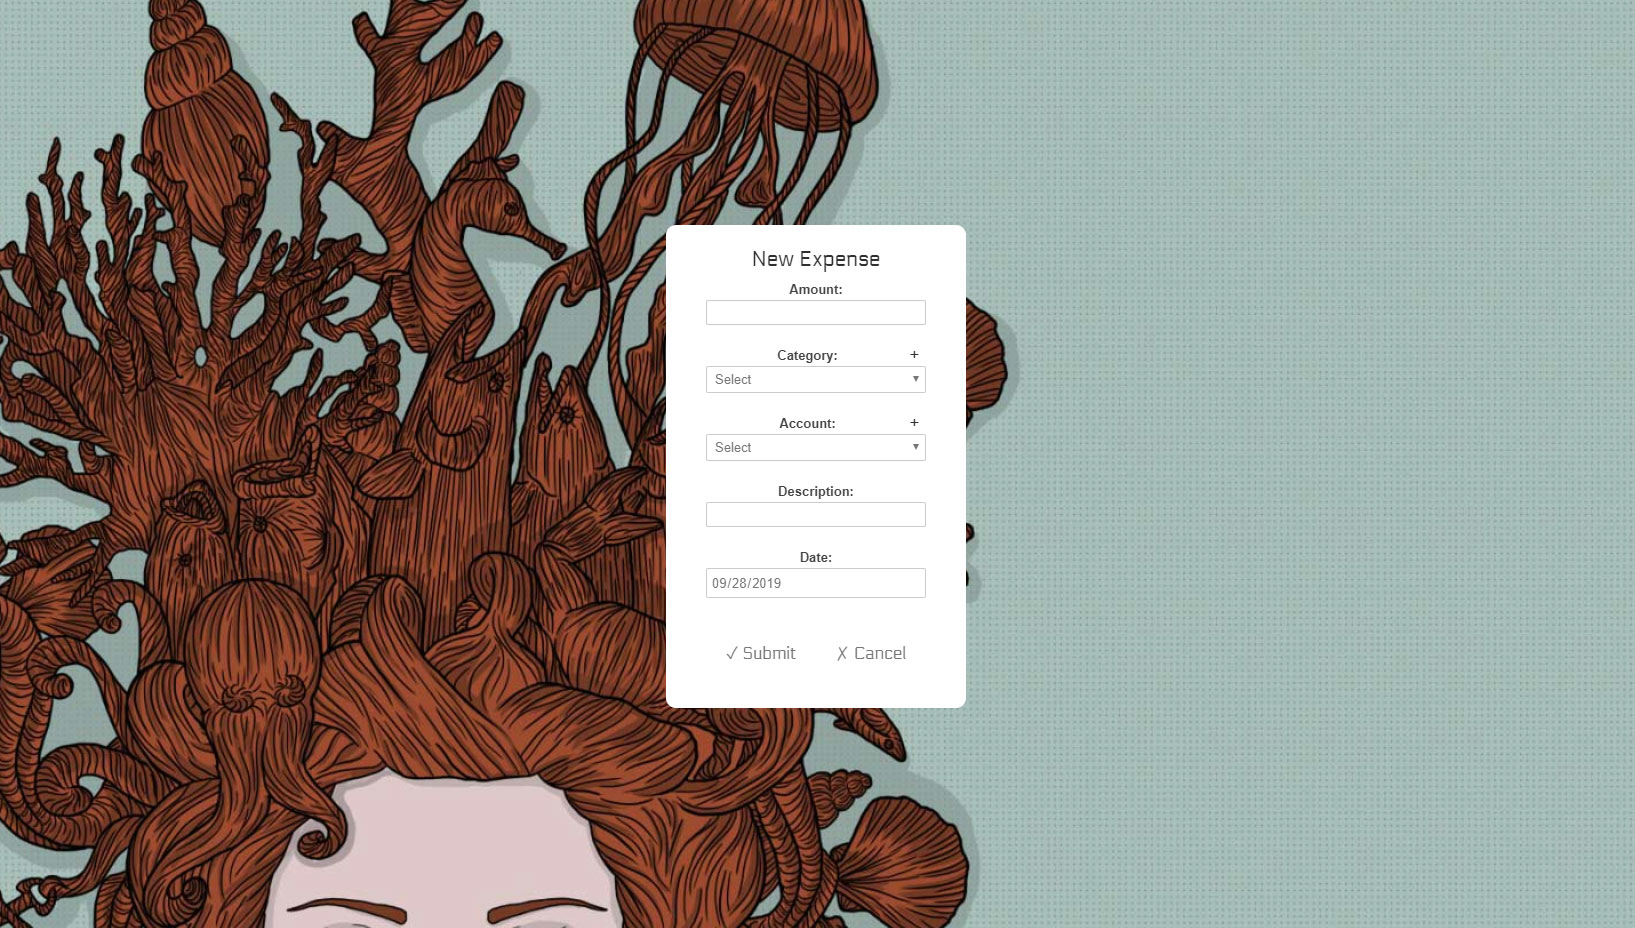 New Expense
Amount:
Category: +
Select
Account: +
Select
Description:
Date:
09/28/2019
✓ Submit ✗ Cancel